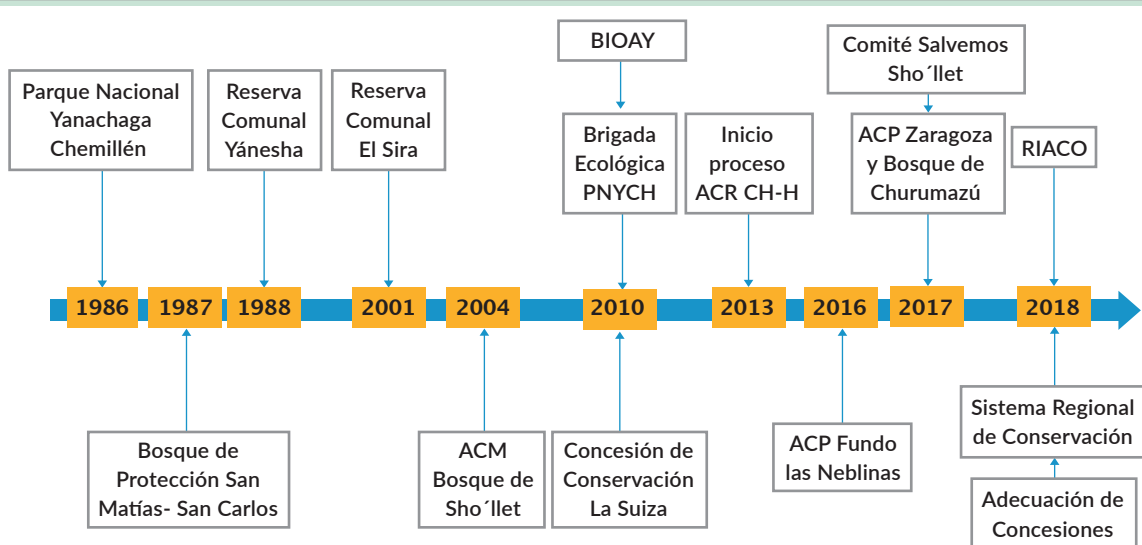 BIOAY
Comité Salvemos
Sho´llet
Parque Nacional
Yanachaga
Chemillén
Reserva
Comunal
Yánesha
Reserva
Comunal
El Sira
Brigada
Ecológica
PNYCH
Inicio
proceso
ACR CH-H
ACP Zaragoza
y Bosque de
Churumazú
RIACO
1986
1987
1988
2001
2004
2010
2013
2016
2017
2018
Bosque de
Protección San
Matías- San Carlos
ACM
Bosque de
Sho´llet
Concesión de
Conservación
La Suiza
ACP Fundo
las Neblinas
Sistema Regional
de Conservación
Adecuación de
Concesiones